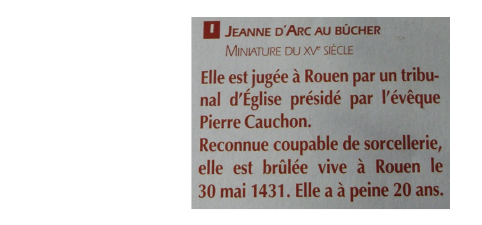 1 JEANNE D'ARC AU BÛCHER
MINIATURE DU XVe SIÈCLE
Elle est jugée à Rouen par un tribu-
nal d'Église présidé par l'évêque
Pierre Cauchon.
Reconnue coupable de sorcellerie,
elle est brûlée vive à Rouen le
30 mai 1431. Elle a à peine 20 ans.